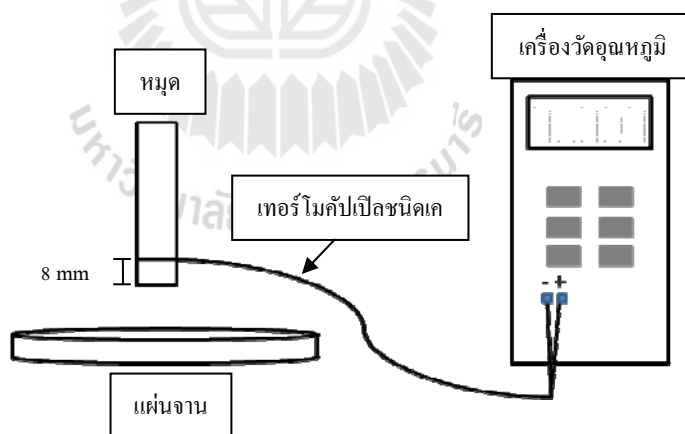 เครื่องวัดอุณหภูมิ
หมุด
เทอร์โมคัปเปิลชนิดเค
8 mm
- +
แผ่นจาน